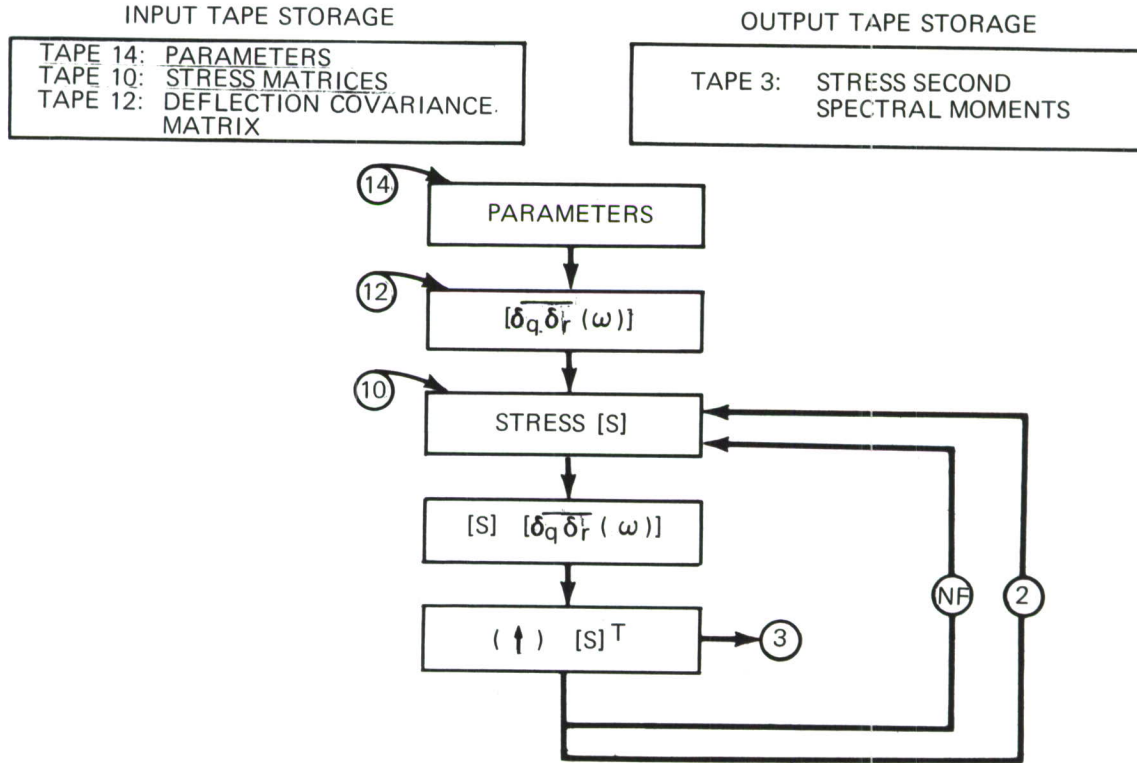 INPUT TAPE STORAGE
TAPE 14: PARAMETERS
TAPE 10: STRESS MATRICES
TAPE 12: DEFLECTION COVARIANCE.
MATRIX
OUTPUT TAPE STORAGE
TAPE 3: STRESS SECOND
SPECTRAL MOMENTS
14
PARAMETERS
12
[δq δr (ω)]
10
STRESS [S]
[S] [δq δr (ω)]
NF
2
(↑) [S]T
3